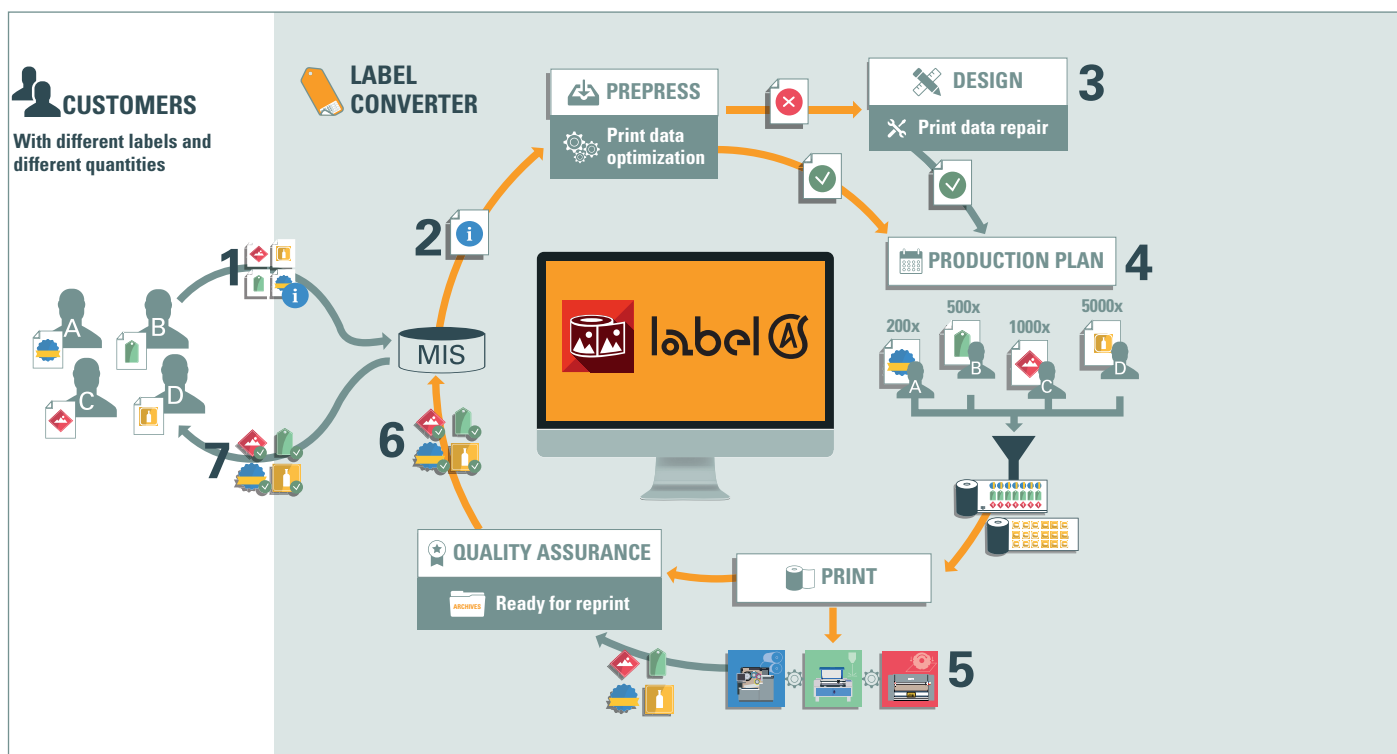 CUSTOMERS
With different labels and
different quantities
LABEL
CONVERTER
PREPRESS
Print data
optimization
DESIGN
Print data repair
3
2
i
1
i
A
B
C
D
MIS
label CAS
PRODUCTION PLAN
4
200x
500x
1000x
5000x
A
B
C
D
7
6
QUALITY ASSURANCE
ARCHIVES
Ready for reprint
PRINT
5